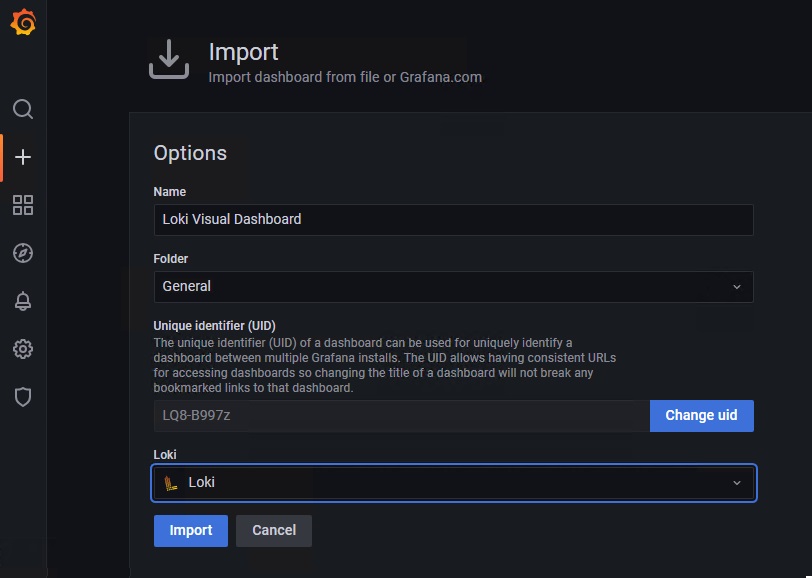 Import
Import dashboard from file or Grafana.com
Options
Name
Loki Visual Dashboard
Folder
General
Unique identifier (UID)
The unique identifier (UID) of a dashboard can be used for uniquely identify a
dashboard between multiple Grafana installs. The UID allows having consistent URLs
for accessing dashboards so changing the title of a dashboard will not break any
bookmarked links to that dashboard.
LQ8-B997z
Change uid
Loki
Loki
Import
Cancel